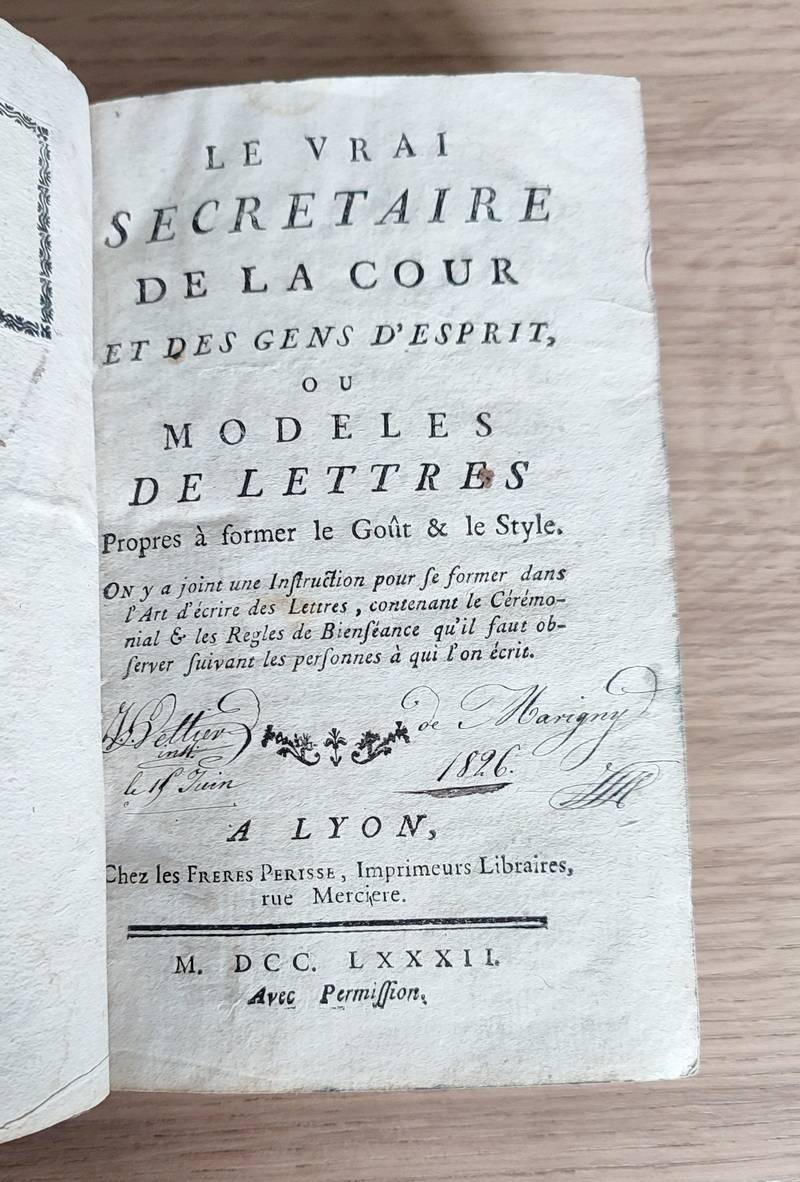 LE VRAI
SECRETAIRE
DE LA COUR
ET DES GENS D'ESPRIT,
OU
MODELES
DE LETTRES
Propres à former le Goût & le Style.
ON y a joint une Inſtruction pour ſe former dans
l'Art d'écrire des Lettres, contenant le Cérémo-
nial & les Regles de Bienſéance qu'il faut ob-
ſerver ſuivant les perſonnes à qui l'on écrit.
Peltier de Marigny
le 15 Juin 1826.
A LYON,
Chez les FRERES PERISSE, Imprimeurs Libraires,
rue Merciere.
M. DCC. LXXXII.
Avec Permiſſion.